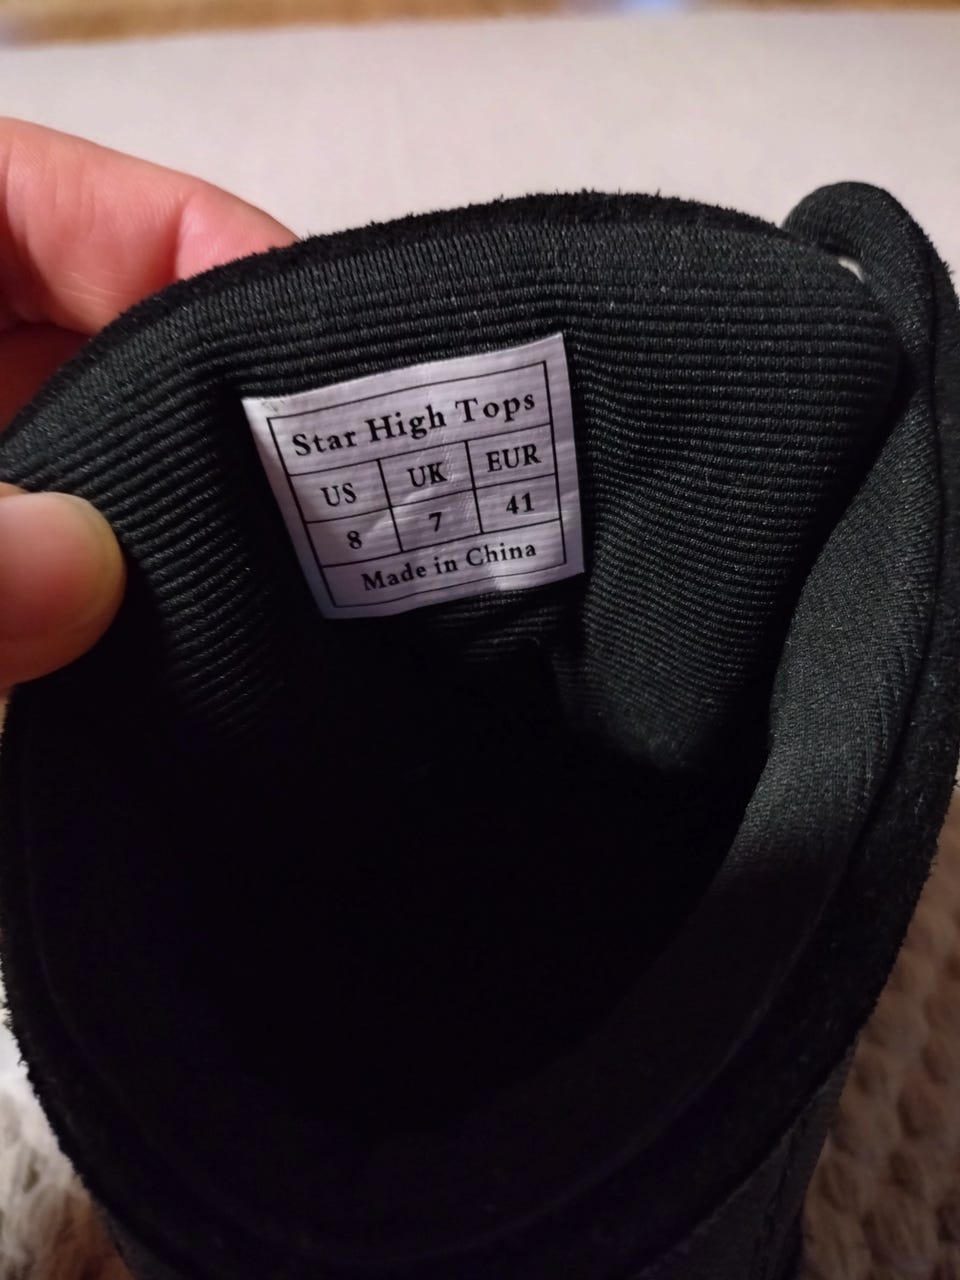 Star High Tops
US UK EUR
8 7 41
Made in China